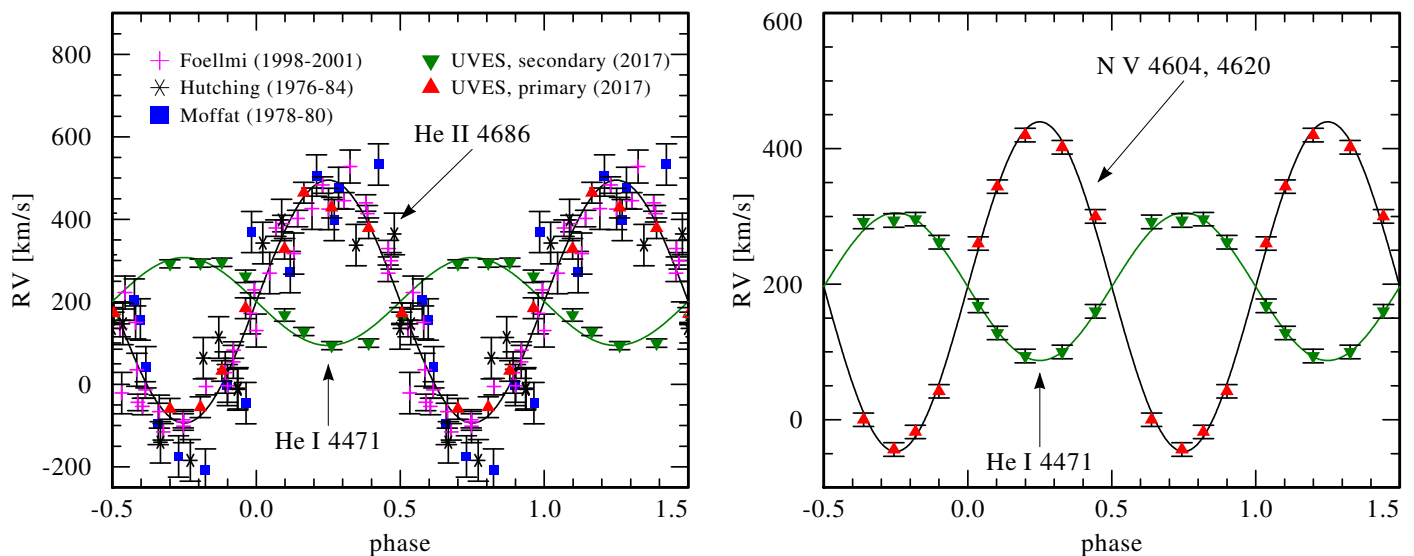 800
600
400
200
0
-200
RV [km/s]
Foellmi (1998-2001)
Hutching (1976-84)
Moffat (1978-80)
UVES, secondary (2017)
UVES, primary (2017)
He II 4686
He I 4471
-0.5 0.0 0.5 1.0 1.5
phase
600
400
200
0
RV [km/s]
N V 4604, 4620
He I 4471
-0.5 0.0 0.5 1.0 1.5
phase